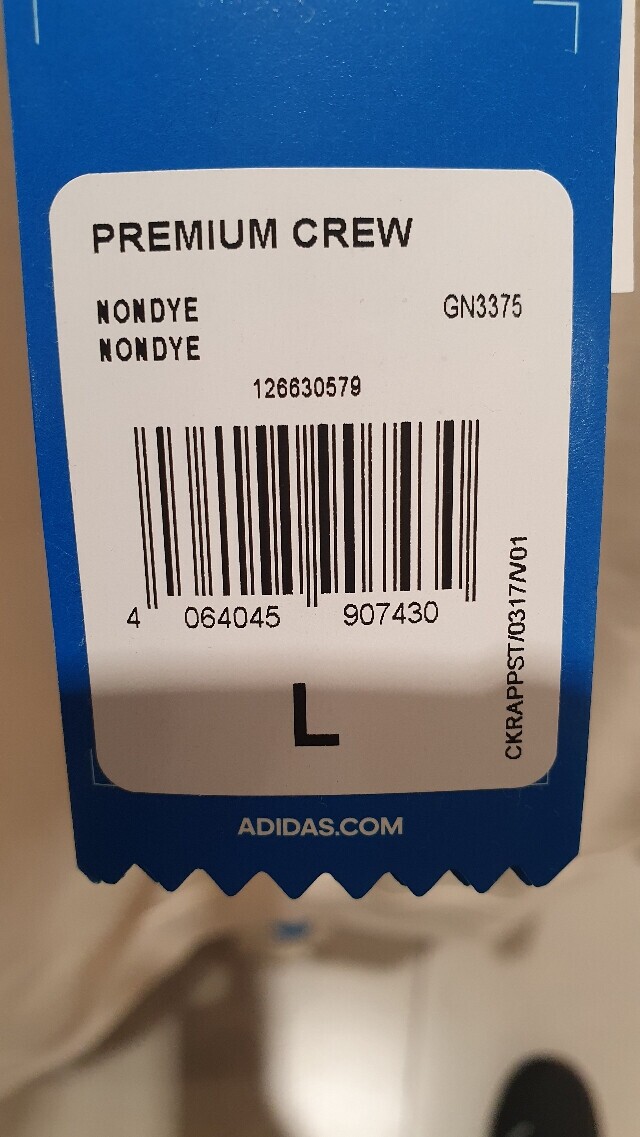 PREMIUM CREW
NONDYE GN3375
NONDYE
126630579
4 064045 907430
CKRAPPST/0317/V01
L
ADIDAS.COM